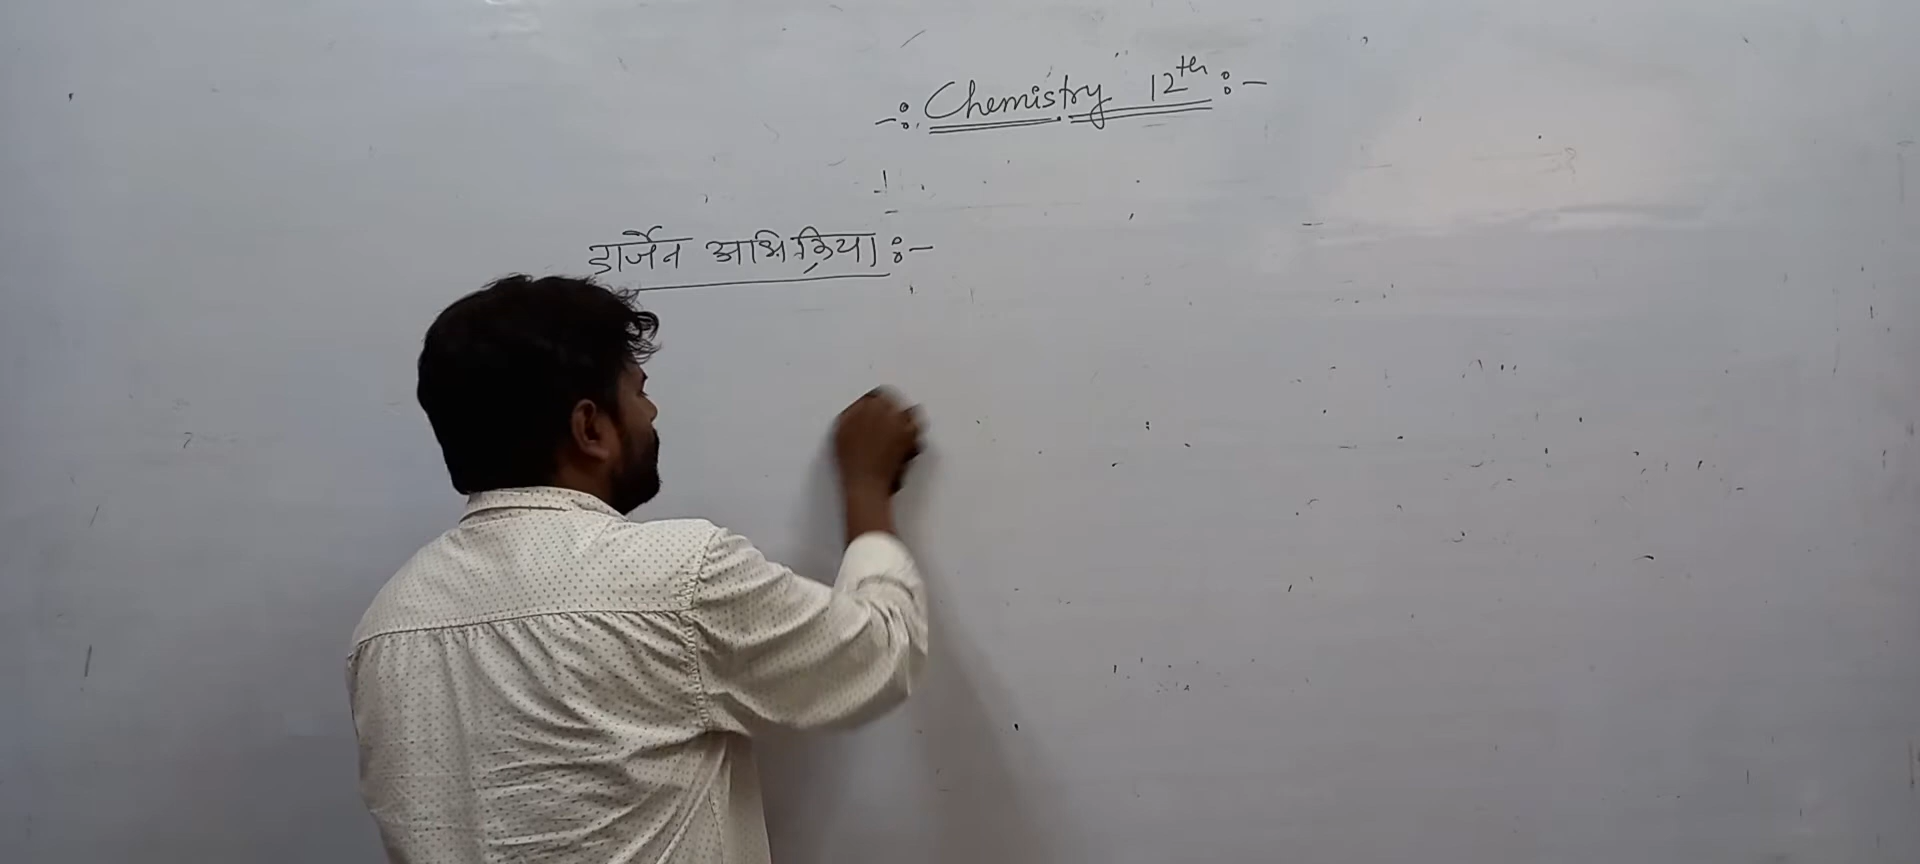 -: Chemistry 12th :-
डार्जेन अभिक्रिया :-